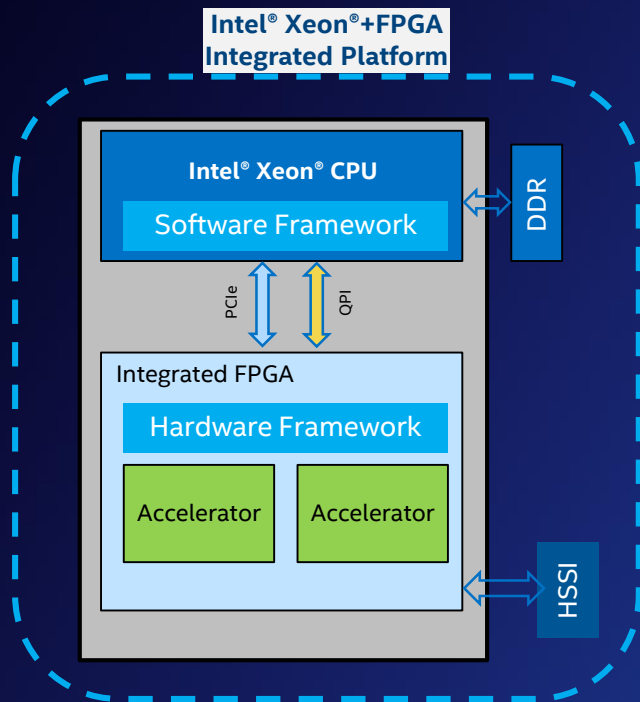 Intel® Xeon®+FPGA
Integrated Platform
Intel® Xeon® CPU
Software Framework
DDR
PCIe
QPI
Integrated FPGA
Hardware Framework
Accelerator
Accelerator
HSSI